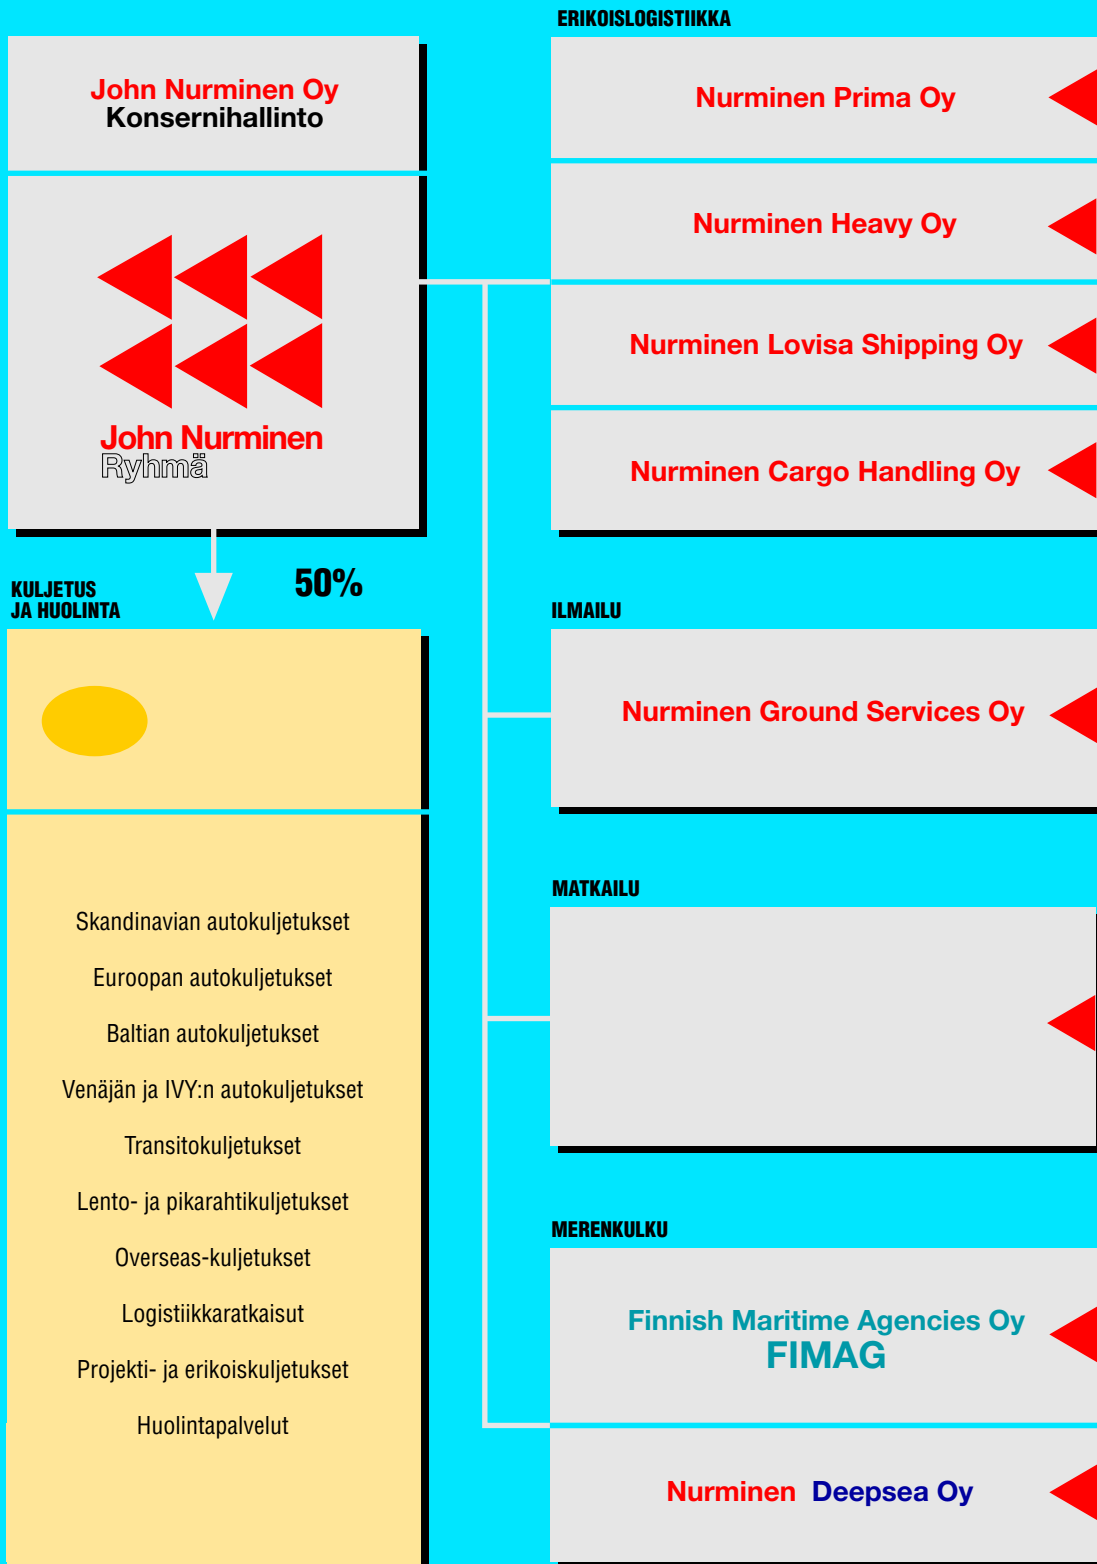 John Nurminen Oy
Konsernihallinto
John Nurminen
Ryhmä
KULJETUS
JA HUOLINTA
50%
Skandinavian autokuljetukset
Euroopan autokuljetukset
Baltian autokuljetukset
Venäjän ja IVY:n autokuljetukset
Transitokuljetukset
Lento- ja pikarahtikuljetukset
Overseas-kuljetukset
Logistiikkaratkaisut
Projekti- ja erikoiskuljetukset
Huolintapalvelut
ERIKOISLOGISTIIKKA
Nurminen Prima Oy
Nurminen Heavy Oy
Nurminen Lovisa Shipping Oy
Nurminen Cargo Handling Oy
ILMAILU
Nurminen Ground Services Oy
MATKAILU
MERENKULKU
Finnish Maritime Agencies Oy
FIMAG
Nurminen Deepsea Oy